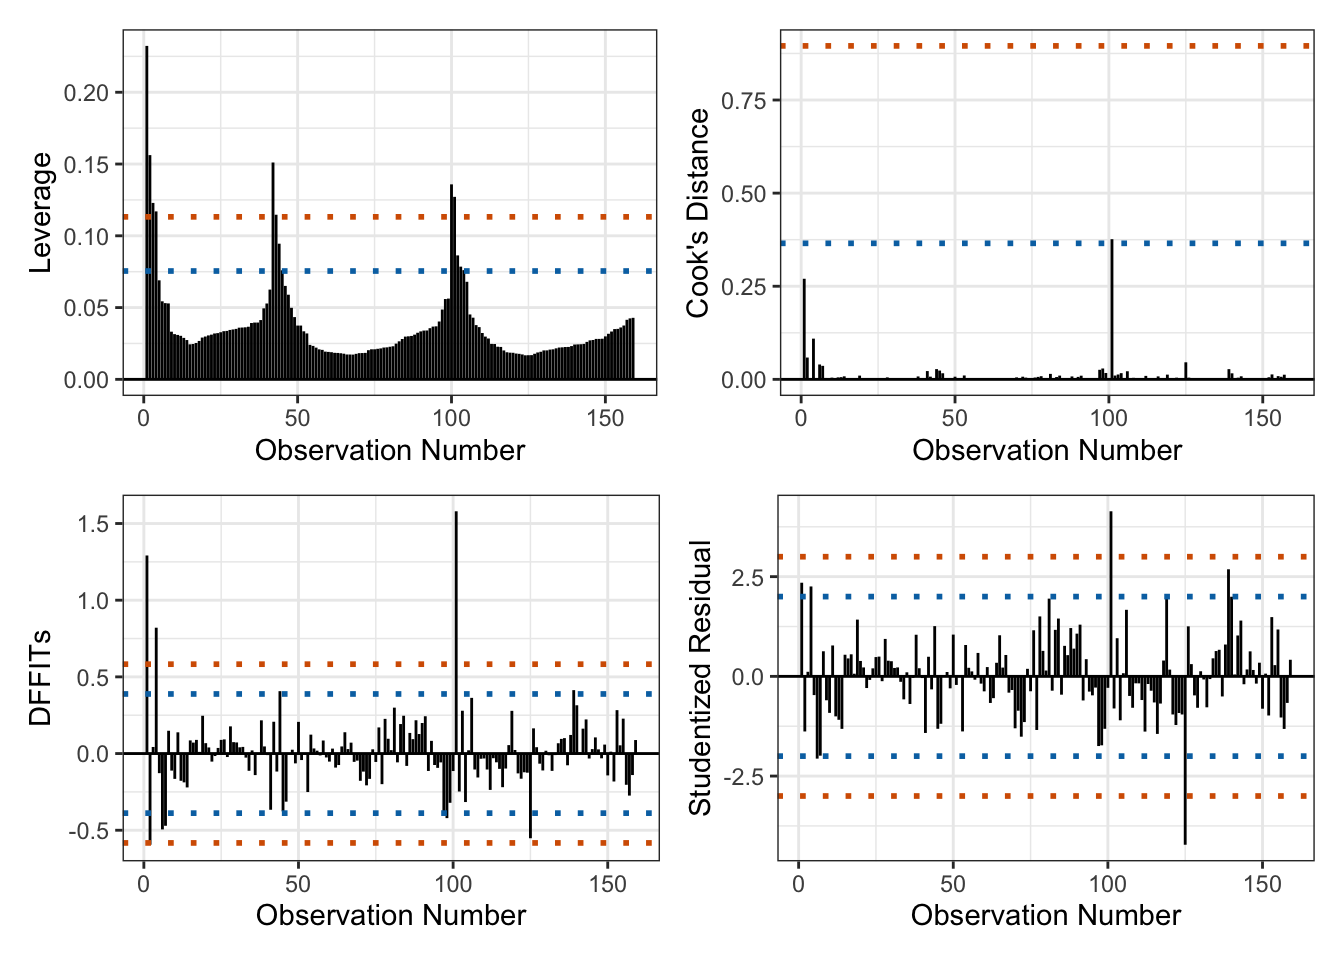 Leverage
0.20
0.15
0.10
0.05
0.00
0 50 100 150
Observation Number
Cook's Distance
0.75
0.50
0.25
0.00
0 50 100 150
Observation Number
DFFITs
1.5
1.0
0.5
0.0
-0.5
0 50 100 150
Observation Number
Studentized Residual
2.5
0.0
-2.5
0 50 100 150
Observation Number